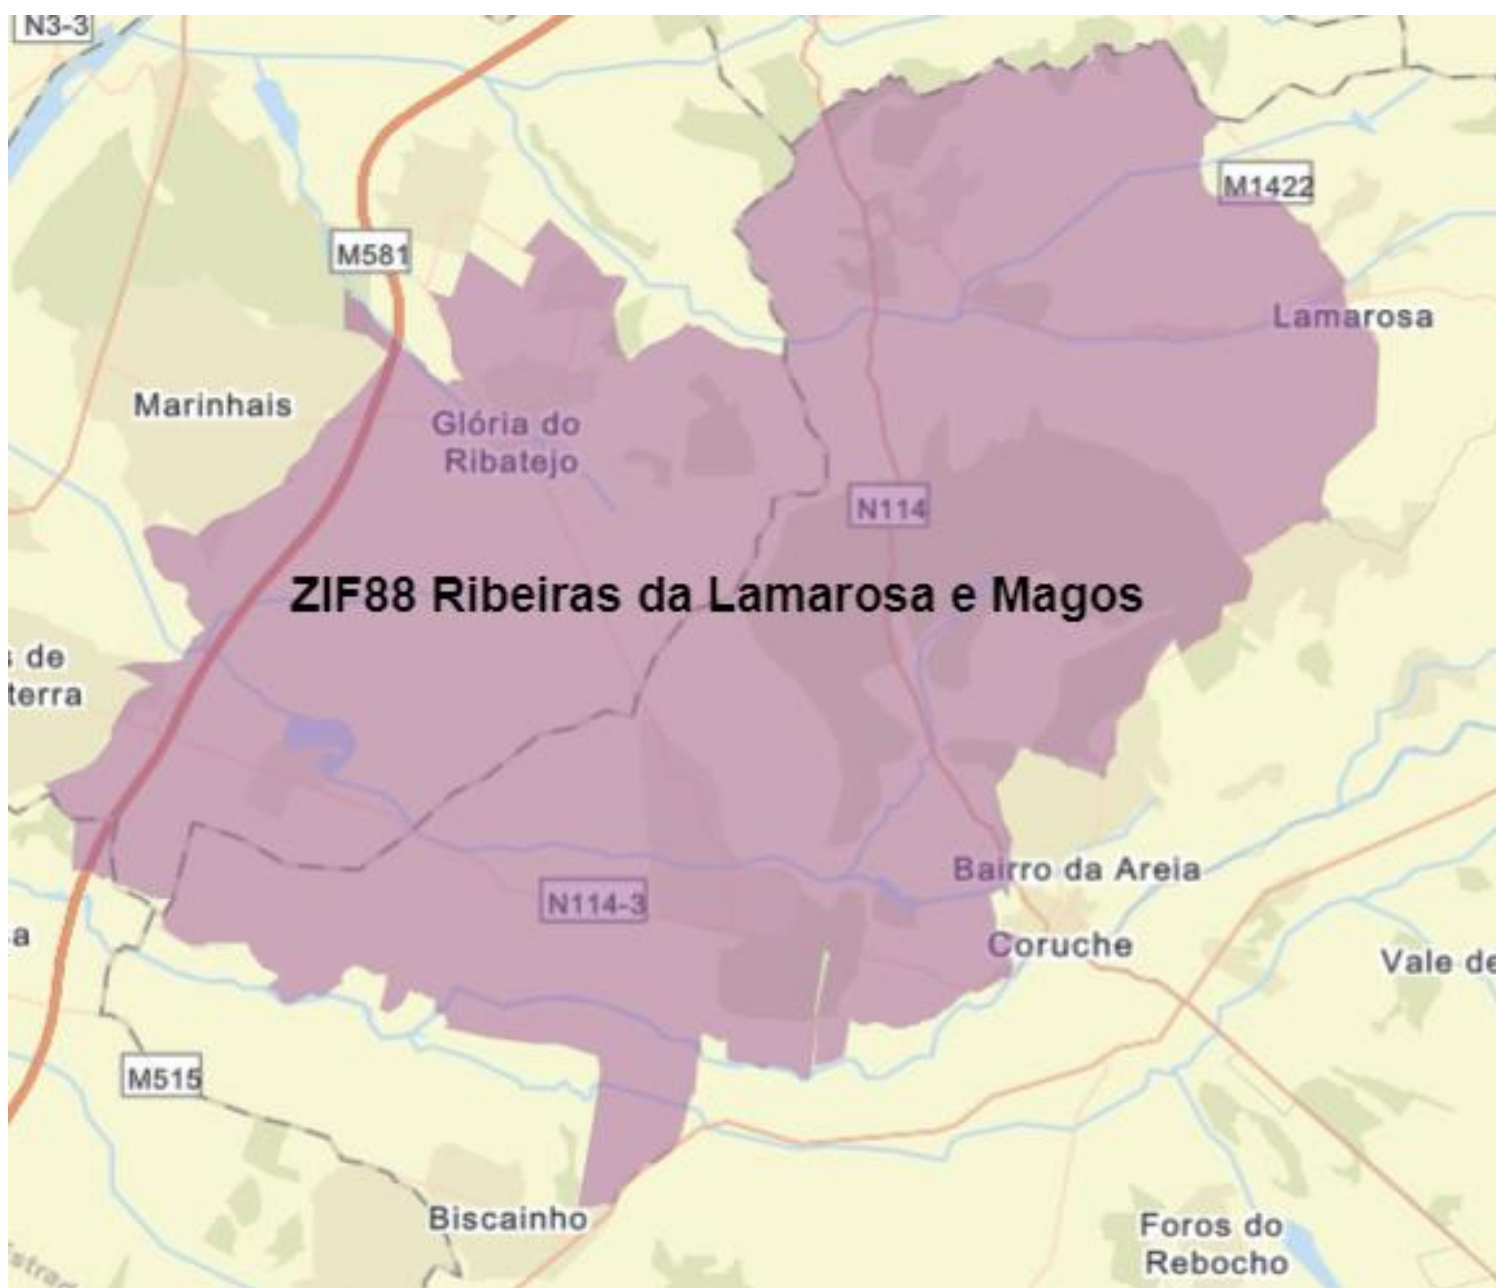 N3-3
M1422
M581
Lamarosa
Marinhais
Glória do
Ribatejo
N114
ZIF88 Ribeiras da Lamarosa e Magos
de
terra
Bairro da Areia
N114-3
a
Coruche
Vale de
M515
Biscainho
Foros do
Rebocho